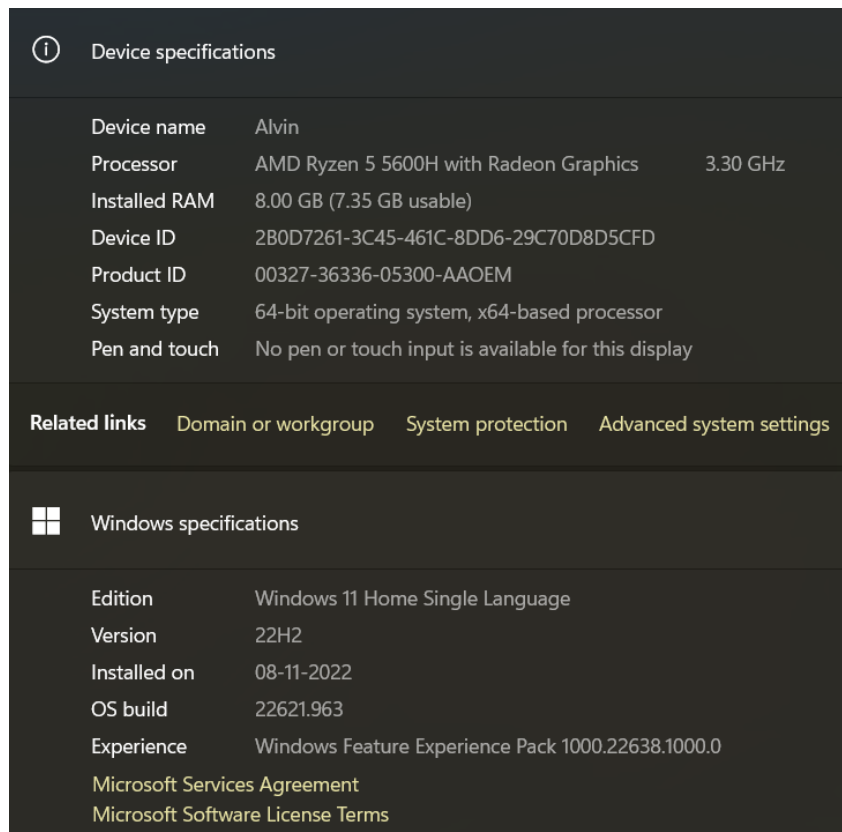 Device specifications
Device name Alvin
Processor AMD Ryzen 5 5600H with Radeon Graphics 3.30 GHz
Installed RAM 8.00 GB (7.35 GB usable)
Device ID 2B0D7261-3C45-461C-8DD6-29C70D8D5CFD
Product ID 00327-36336-05300-AAOEM
System type 64-bit operating system, x64-based processor
Pen and touch No pen or touch input is available for this display
Related links Domain or workgroup System protection Advanced system settings
Windows specifications
Edition Windows 11 Home Single Language
Version 22H2
Installed on 08-11-2022
OS build 22621.963
Experience Windows Feature Experience Pack 1000.22638.1000.0
Microsoft Services Agreement
Microsoft Software License Terms